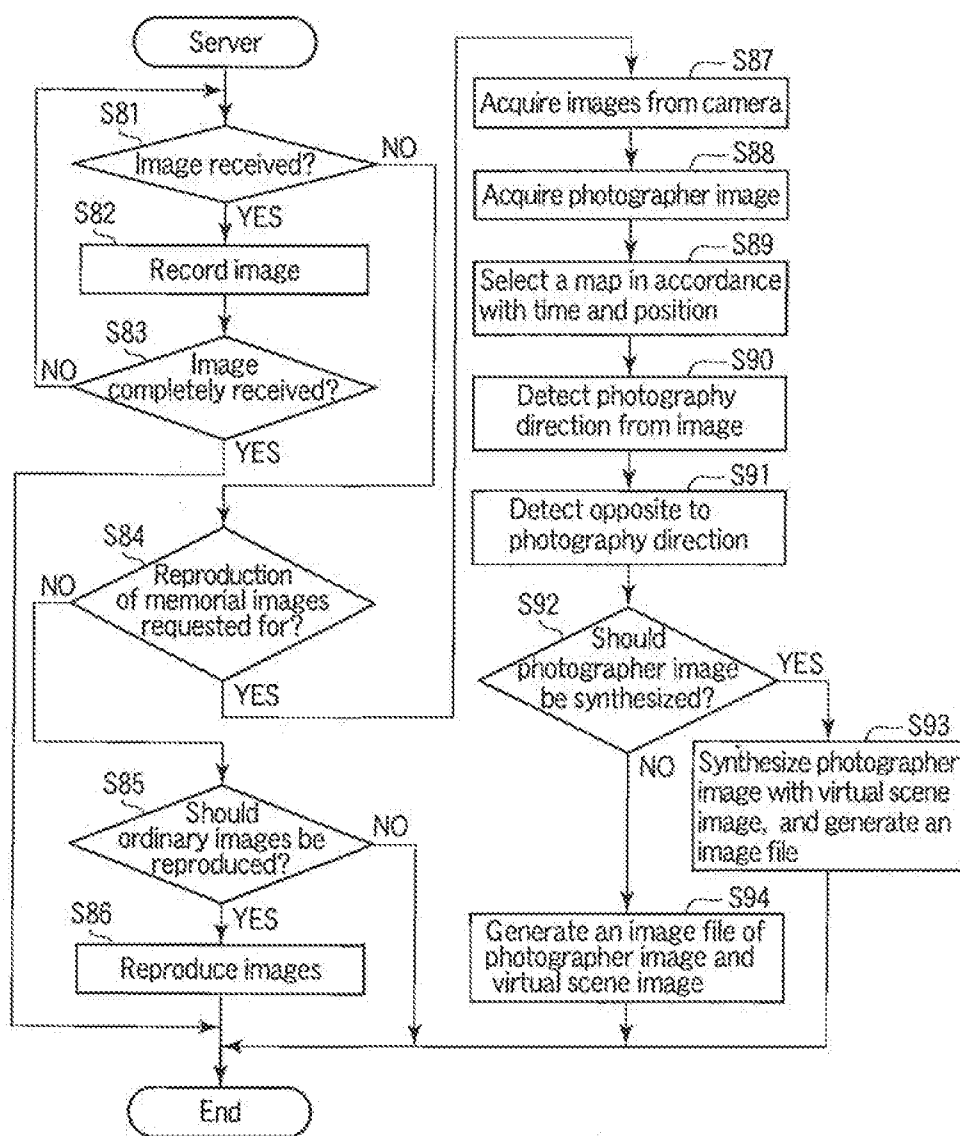 Server
S81
Image received?
NO
YES
S82
Record image
S83
Image
completely received?
NO
YES
S84
Reproduction
of memorial images
requested for?
NO
YES
S85
Should
ordinary images be
reproduced?
NO
YES
S86
Reproduce images
End
S87
Acquire images from camera
S88
Acquire photographer image
S89
Select a map in accordance
with time and position
S90
Detect photography
direction from image
S91
Detect opposite to
photography direction
S92
Should
photographer image
be synthesized?
YES
NO
S93
Synthesize photographer
image with virtual scene
image, and generate an
image file
S94
Generate an image file of
photographer image and
virtual scene image